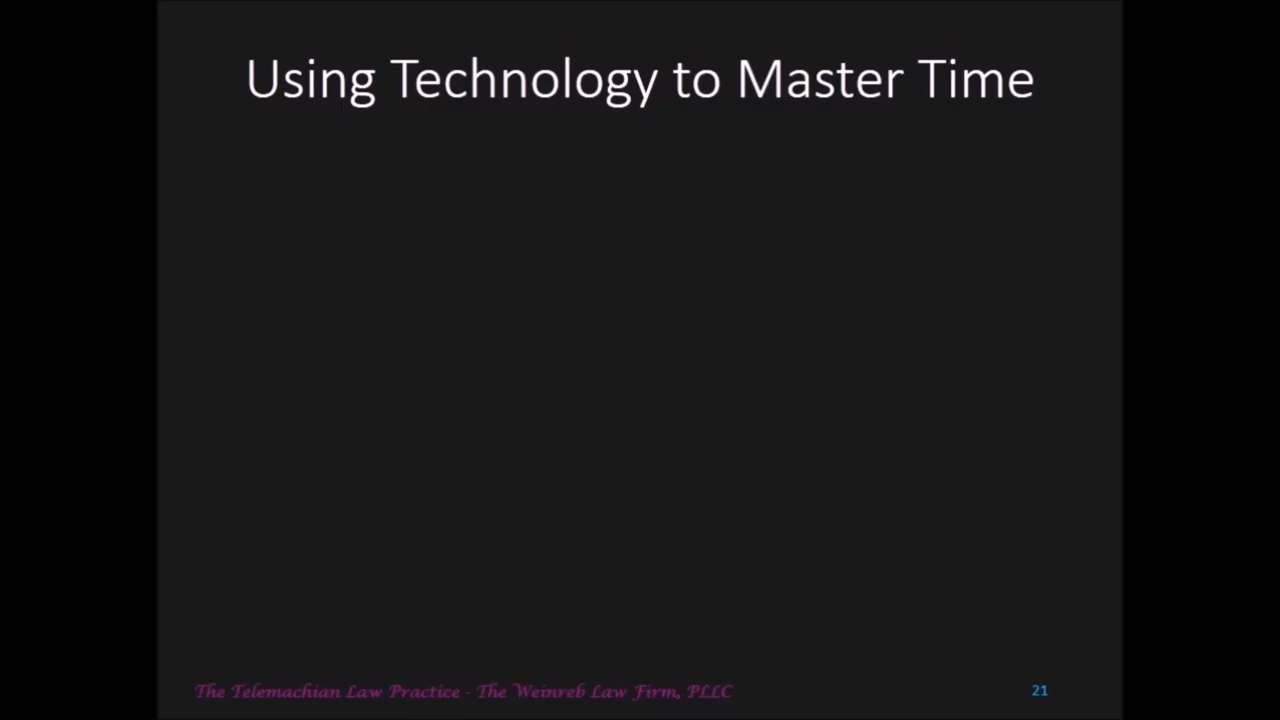 Using Technology to Master Time
The Telemachian Law Practice - The Weinreb Law Firm, PLLC
21